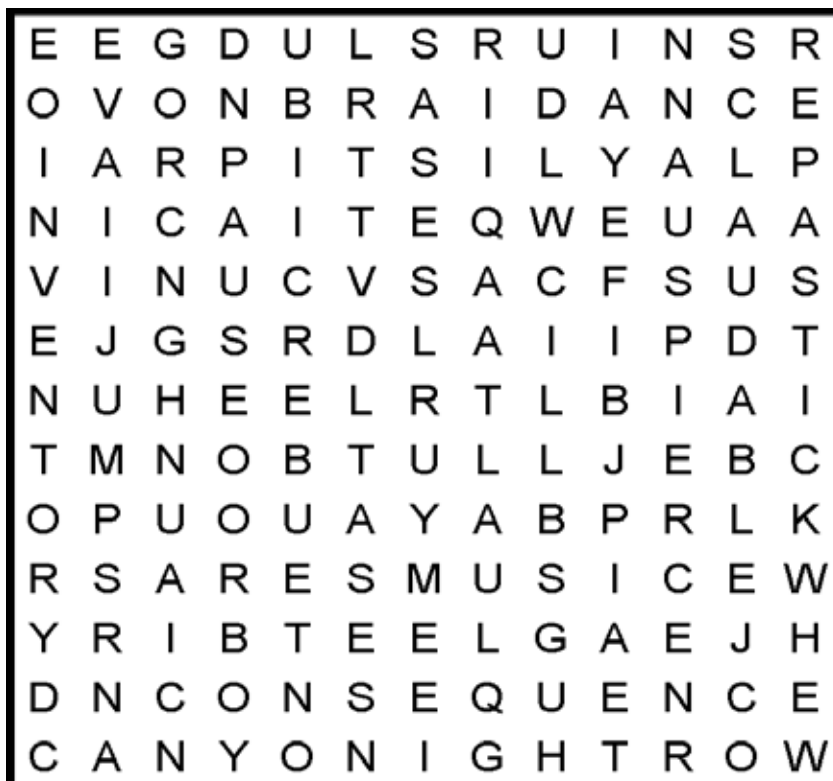 E E G D U L S R U I N S R
O V O N B R A I D A N C E
I A R P I T S I L Y A L P
N I C A I T E Q W E U A A
V I N U C V S A C F S U S
E J G S R D L A I I P D T
N U H E E L R T L B I A I
T M N O B T U L L J E B C
O P U O U A Y A B P R L K
R S A R E S M U S I C E W
Y R I B T E E L G A E J H
D N C O N S E Q U E N C E
C A N Y O N I G H T R O W